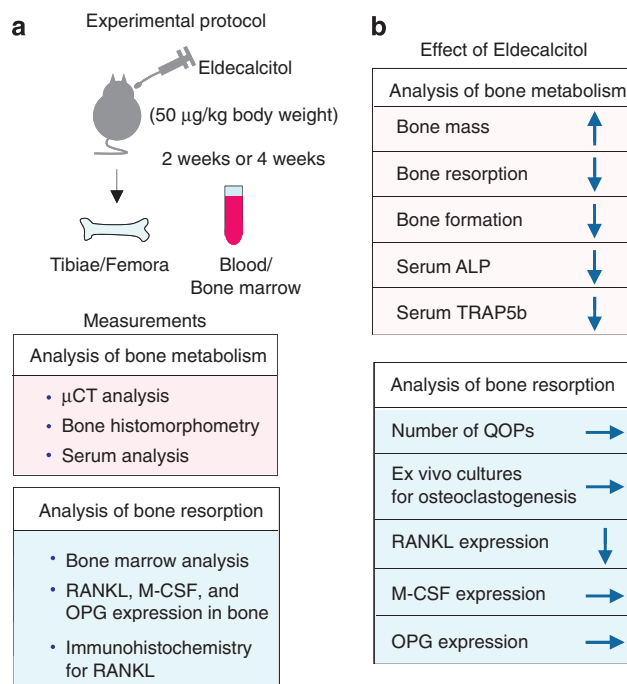 a
Experimental protocol
Eldecalcitol
(50 μg/kg body weight)
2 weeks or 4 weeks
Tibiae/Femora
Blood/
Bone marrow
Measurements
Analysis of bone metabolism
• μCT analysis
• Bone histomorphometry
• Serum analysis
Analysis of bone resorption
• Bone marrow analysis
• RANKL, M-CSF, and
OPG expression in bone
• Immunohistochemistry
for RANKL
b
Effect of Eldecalcitol
Analysis of bone metabolism
Bone mass
Bone resorption
Bone formation
Serum ALP
Serum TRAP5b
Analysis of bone resorption
Number of QOPs
Ex vivo cultures
for osteoclastogenesis
RANKL expression
M-CSF expression
OPG expression